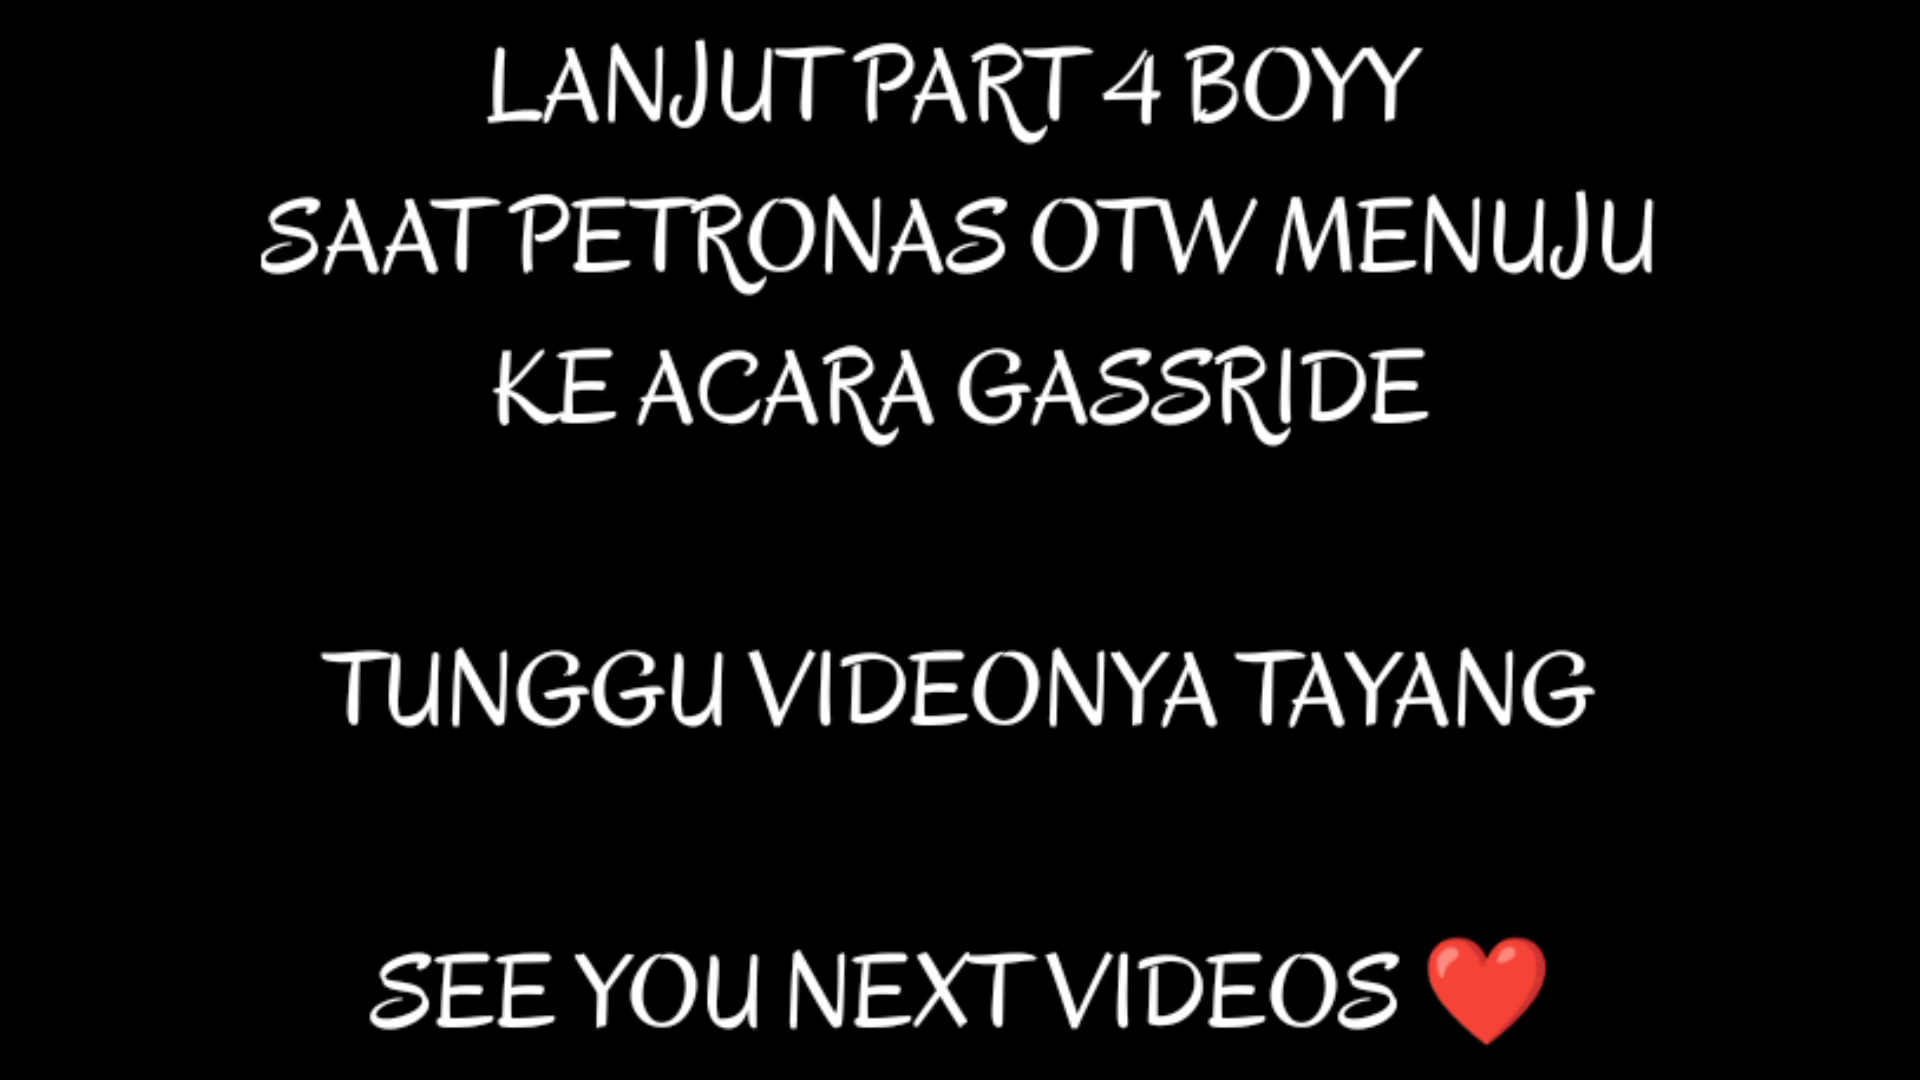 LANJUT PART 4 BOYY
SAAT PETRONAS OTW MENUJU
KE ACARA GASSRIDE
TUNGGU VIDEONYA TAYANG
SEE YOU NEXT VIDEOS ❤️